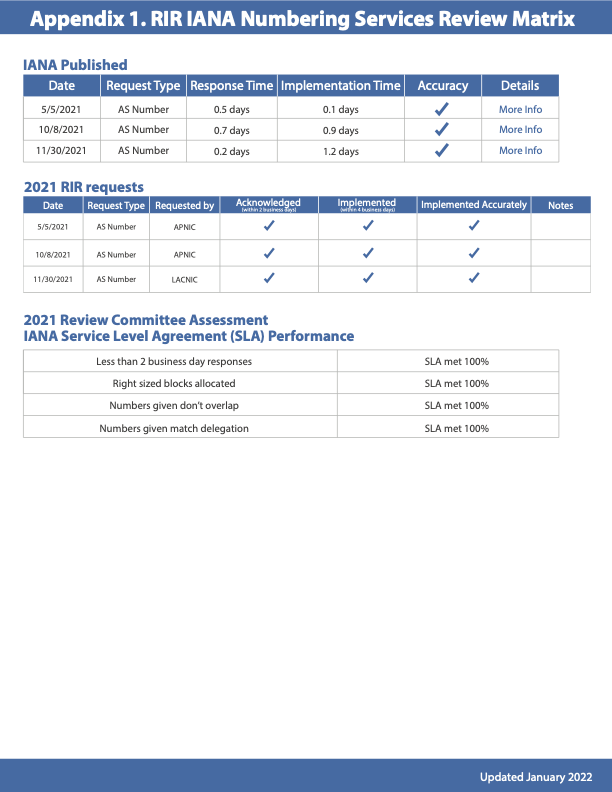 Appendix 1. RIR IANA Numbering Services Review Matrix
IANA Published
Date Request Type Response Time Implementation Time Accuracy Details
5/5/2021 AS Number 0.5 days 0.1 days ✓ More Info
10/8/2021 AS Number 0.7 days 0.9 days ✓ More Info
11/30/2021 AS Number 0.2 days 1.2 days ✓ More Info
2021 RIR requests
Date Request Type Requested by Acknowledged (within 2 business days) Implemented (within 4 business days) Implemented Accurately Notes
5/5/2021 AS Number APNIC ✓ ✓ ✓
10/8/2021 AS Number APNIC ✓ ✓ ✓
11/30/2021 AS Number LACNIC ✓ ✓ ✓
2021 Review Committee Assessment
IANA Service Level Agreement (SLA) Performance
Less than 2 business day responses SLA met 100%
Right sized blocks allocated SLA met 100%
Numbers given don't overlap SLA met 100%
Numbers given match delegation SLA met 100%
Updated January 2022